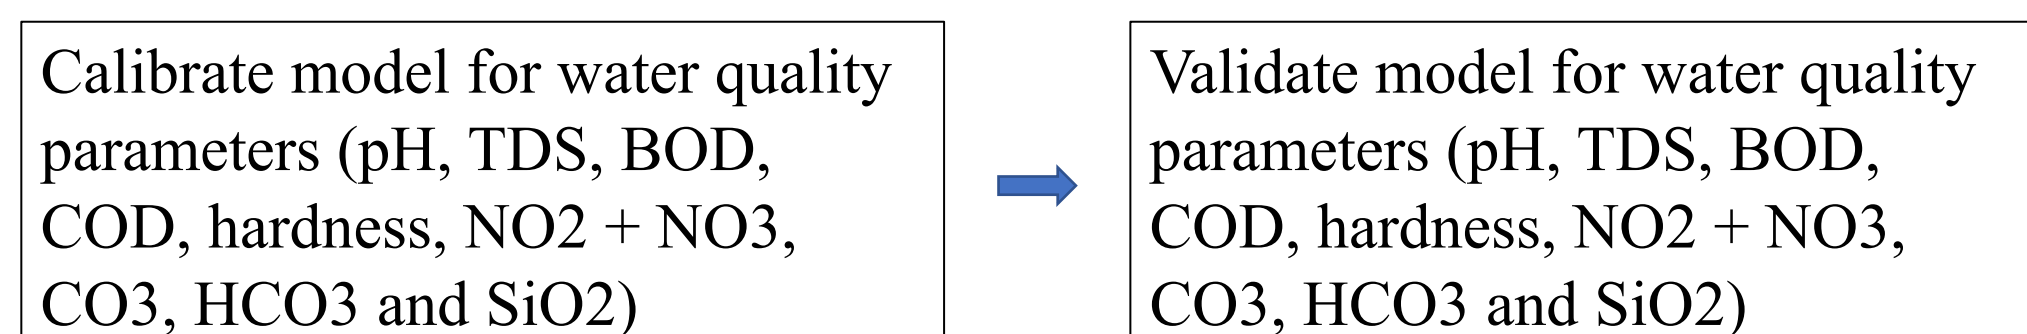 Calibrate model for water quality
parameters (pH, TDS, BOD,
COD, hardness, NO2 + NO3,
CO3, HCO3 and SiO2)
Validate model for water quality
parameters (pH, TDS, BOD,
COD, hardness, NO2 + NO3,
CO3, HCO3 and SiO2)